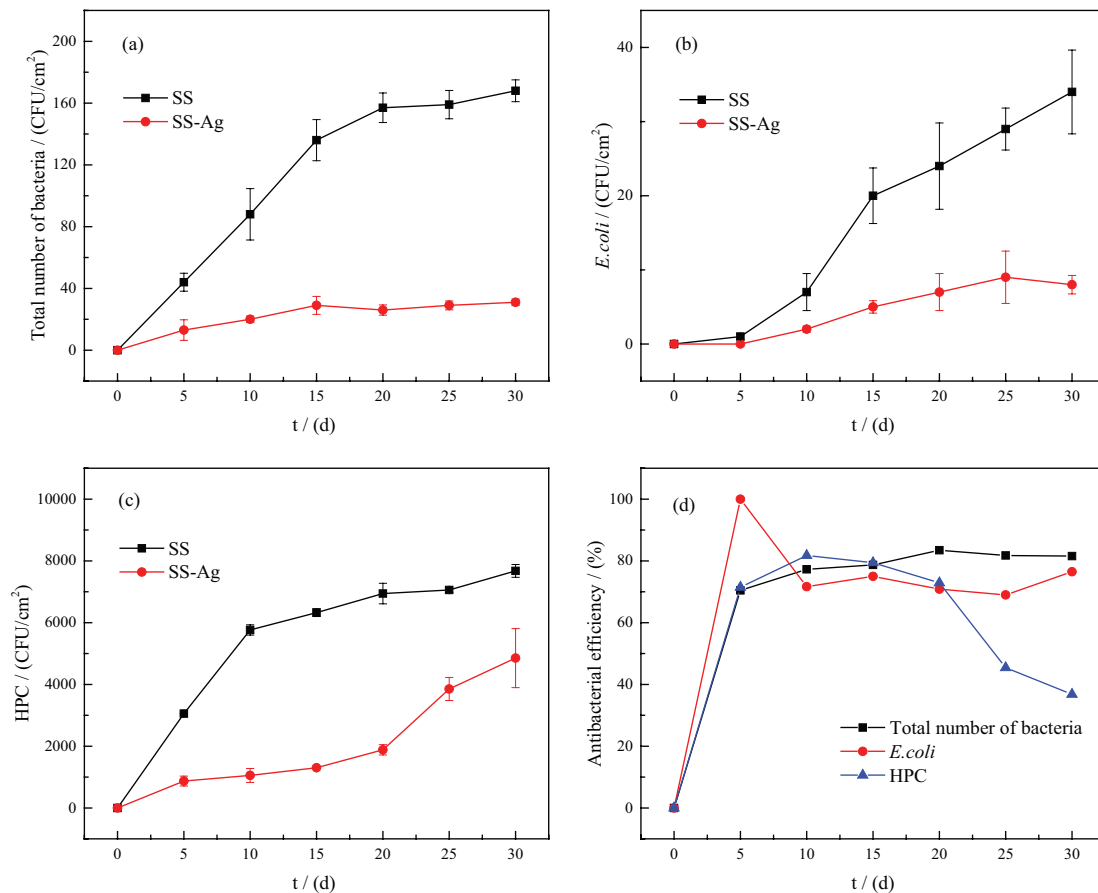 (a)
SS
SS-Ag
Total number of bacteria / (CFU/cm²)
200
160
120
80
40
0
0 5 10 15 20 25 30
t / (d)
(b)
SS
SS-Ag
E.coli / (CFU/cm²)
40
20
0
0 5 10 15 20 25 30
t / (d)
(c)
SS
SS-Ag
HPC / (CFU/cm²)
10000
8000
6000
4000
2000
0
0 5 10 15 20 25 30
t / (d)
(d)
Antibacterial efficiency / (%)
100
80
60
40
20
0
Total number of bacteria
E.coli
HPC
0 5 10 15 20 25 30
t / (d)